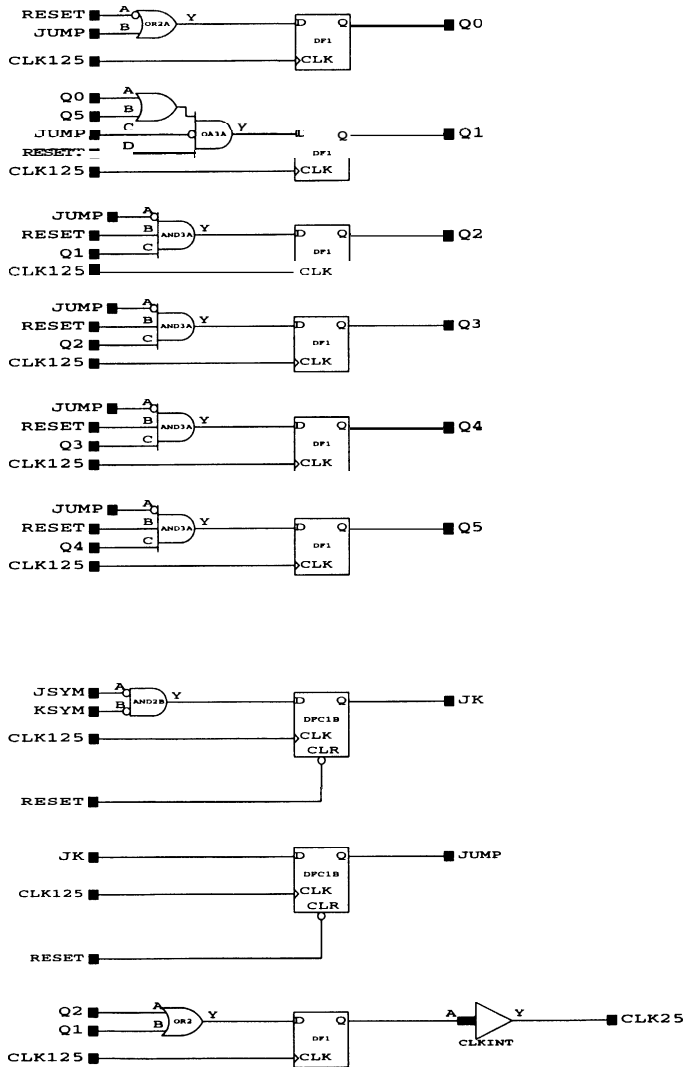 RESET A
OR2A Y D Q Q0
JUMP B
DF1
CLK125 CLK
Q0 A
Q5 B
JUMP C OA3A Y Q Q1
RESET D
DF1
CLK125 CLK
JUMP A
RESET B AND3A Y D Q Q2
Q1 C DF1
CLK125 CLK
JUMP A
RESET B AND3A Y D Q Q3
Q2 C DF1
CLK125 CLK
JUMP A
RESET B AND3A Y D Q Q4
Q3 C DF1
CLK125 CLK
JUMP A
RESET B AND3A Y D Q Q5
Q4 C DF1
CLK125 CLK
JSYM A
AND2B Y D Q JK
KSYM B
DFC1B
CLK125 CLK
CLR
RESET
JK D Q JUMP
DFC1B
CLK125 CLK
CLR
RESET
Q2 A
OR2 Y D Q A Y CLK25
Q1 B
CLKINT
CLK125 DF1 CLK